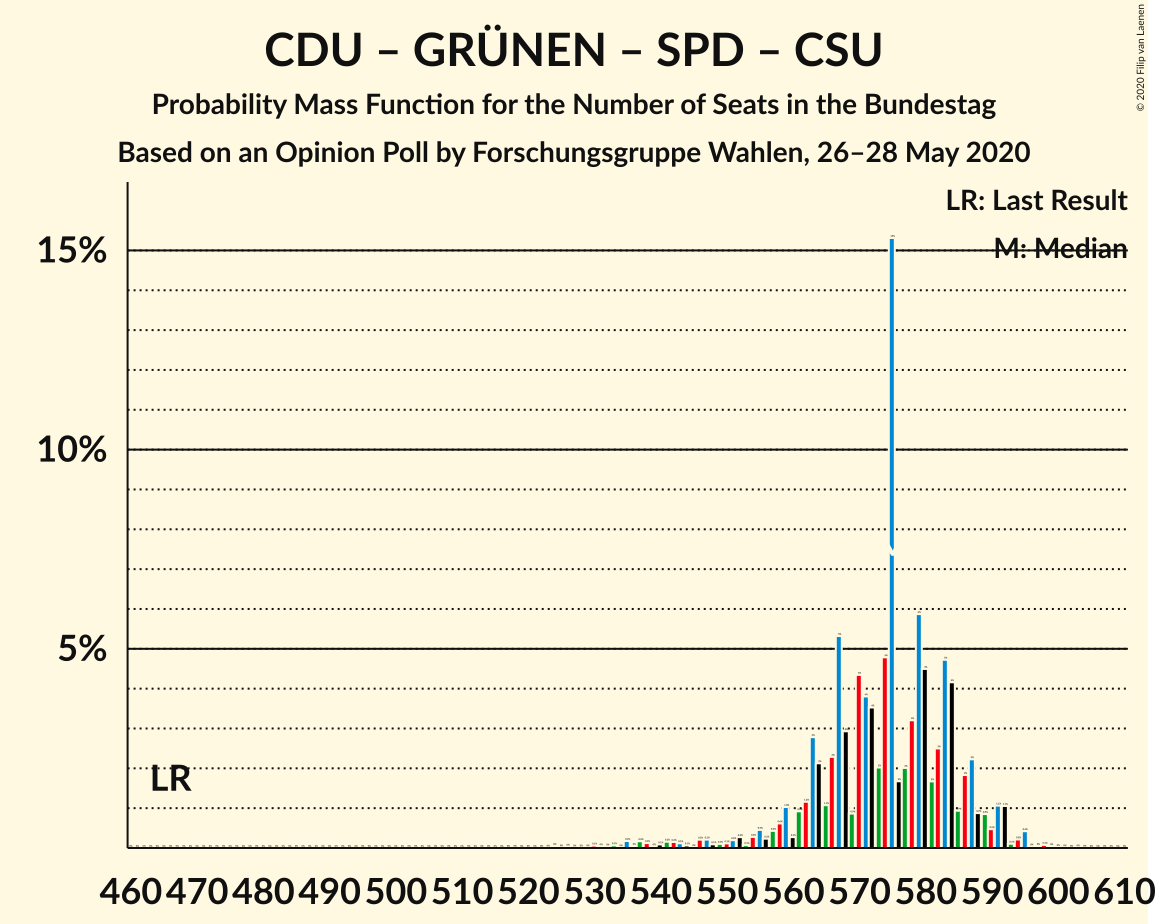 CDU – GRÜNEN – SPD – CSU
Probability Mass Function for the Number of Seats in the Bundestag
Based on an Opinion Poll by Forschungsgruppe Wahlen, 26–28 May 2020
© 2020 Filip van Laenen
LR: Last Result
M: Median
15%
10%
5%
LR
460 470 480 490 500 510 520 530 540 550 560 570 580 590 600 610